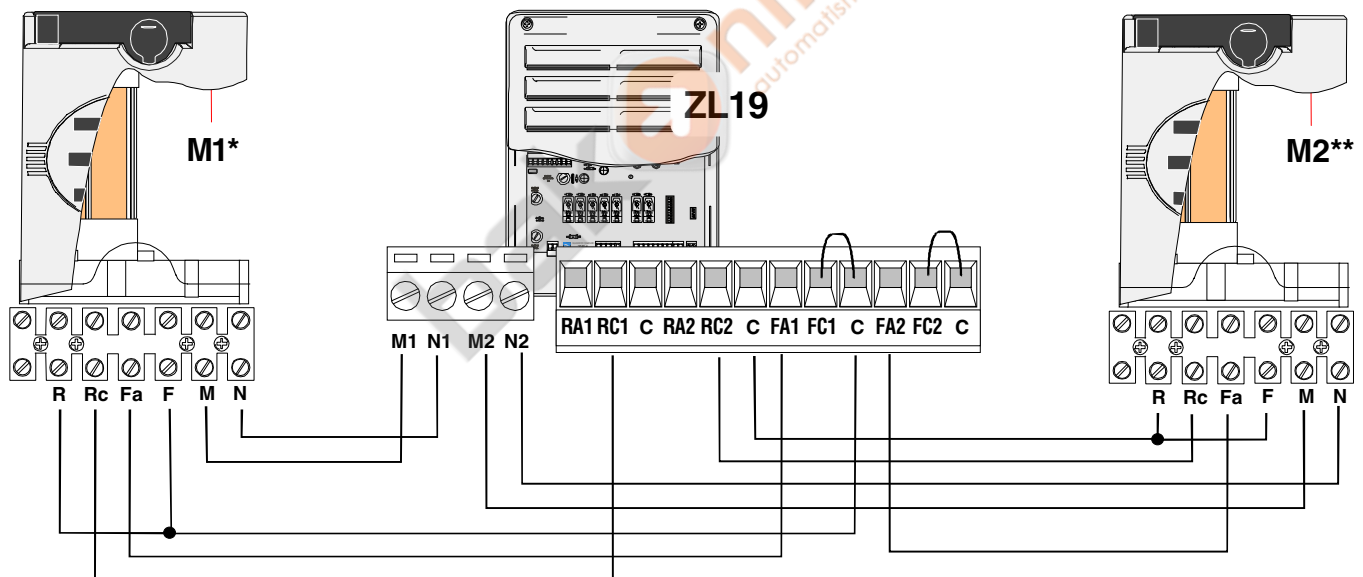 M1*
ZL19
M2**
M1 N1 M2 N2
RA1 RC1 C RA2 RC2 C FA1 FC1 C FA2 FC2 C
R Rc Fa F M N
R Rc Fa F M N
automatis